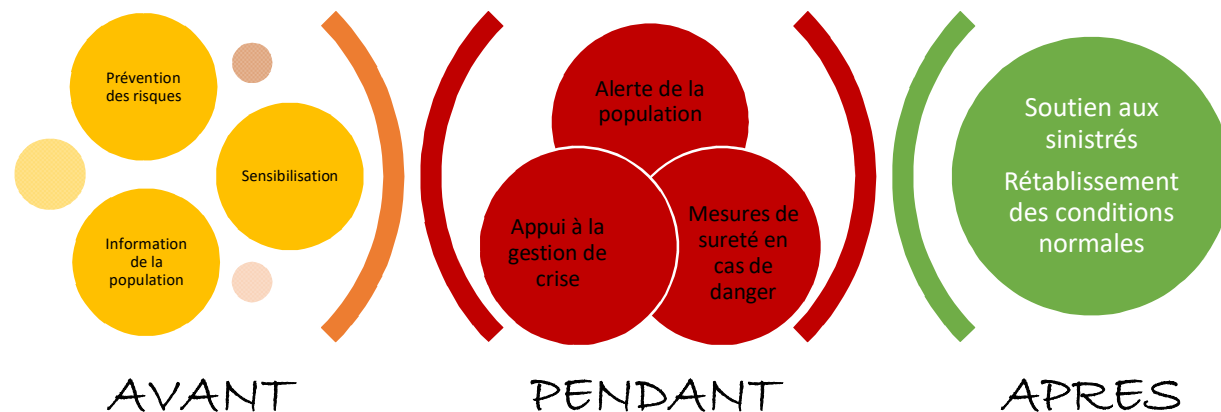 Prévention
des risques
Sensibilisation
Information
de la
population
Alerte de la
population
Appui à la
gestion de
crise
Mesures de
sureté en
cas de
danger
Soutien aux
sinistrés
Rétablissement
des conditions
normales
AVANT
PENDANT
APRES